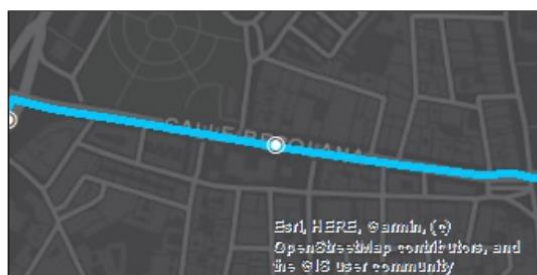 CALLE
Esri, HERE, Garmin, (c)
OpenStreetMap contributors, and
the GIS user community